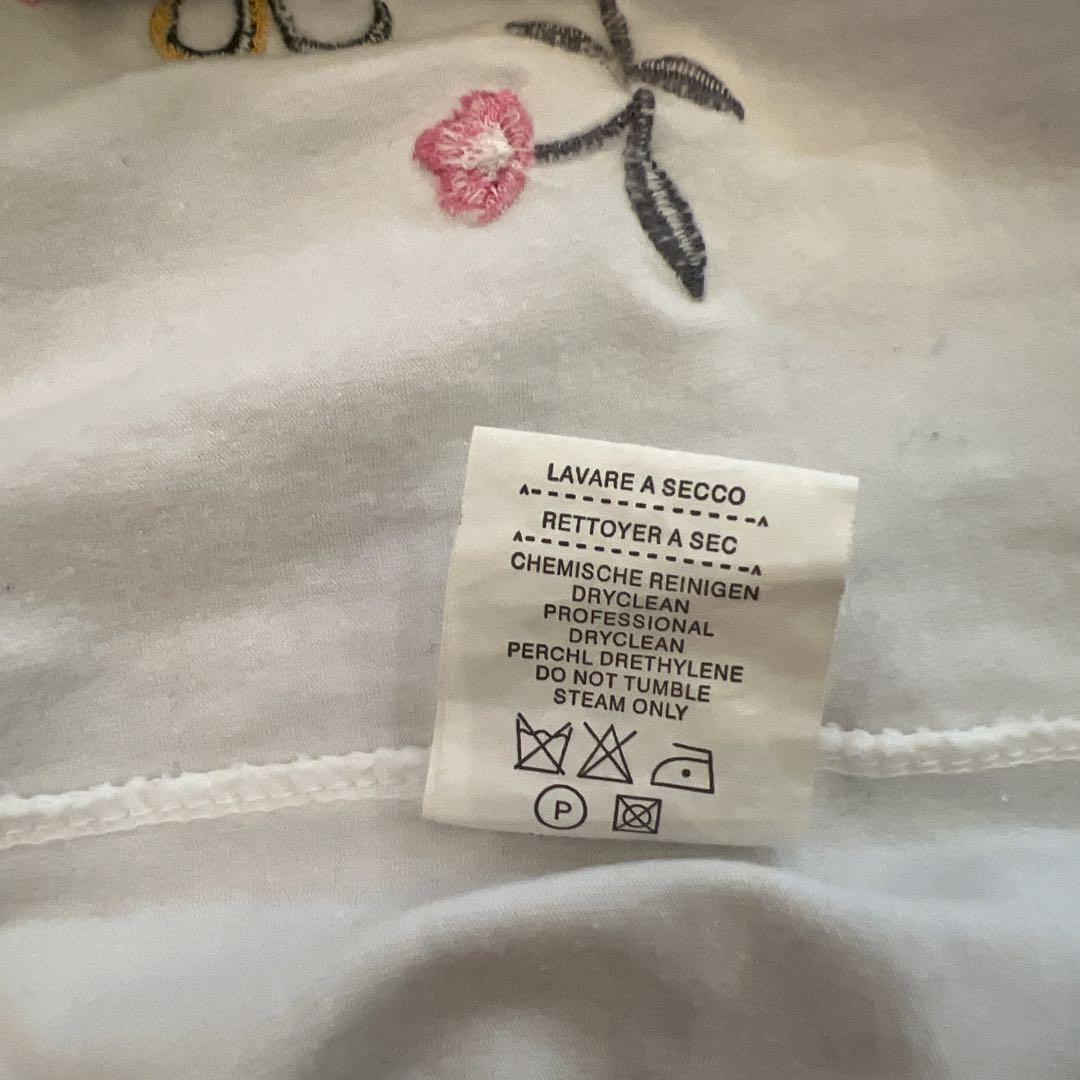 LAVARE A SECCO
RETTOYER A SEC
CHEMISCHE REINIGEN
DRYCLEAN
PROFESSIONAL
DRYCLEAN
PERCHL DRETHYLENE
DO NOT TUMBLE
STEAM ONLY
P